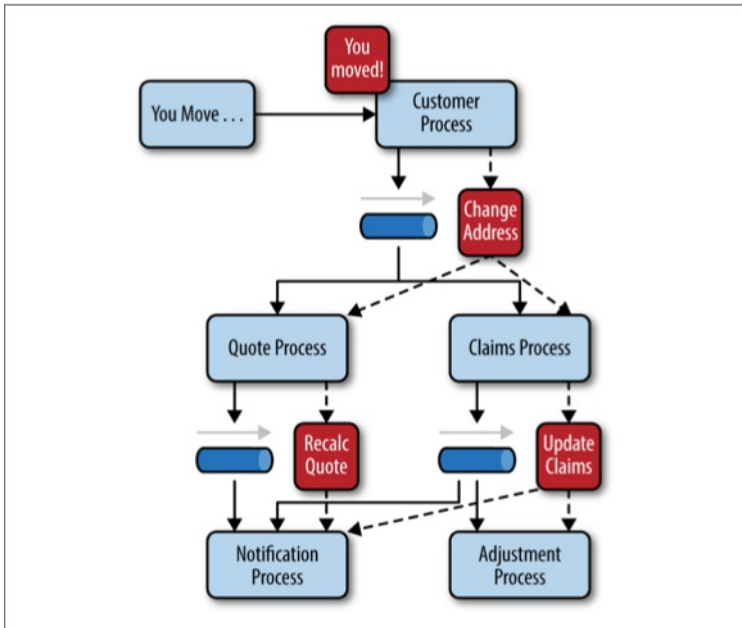 You
moved!
You Move . . .
Customer
Process
Change
Address
Quote Process
Claims Process
Recalc
Quote
Update
Claims
Notification
Process
Adjustment
Process